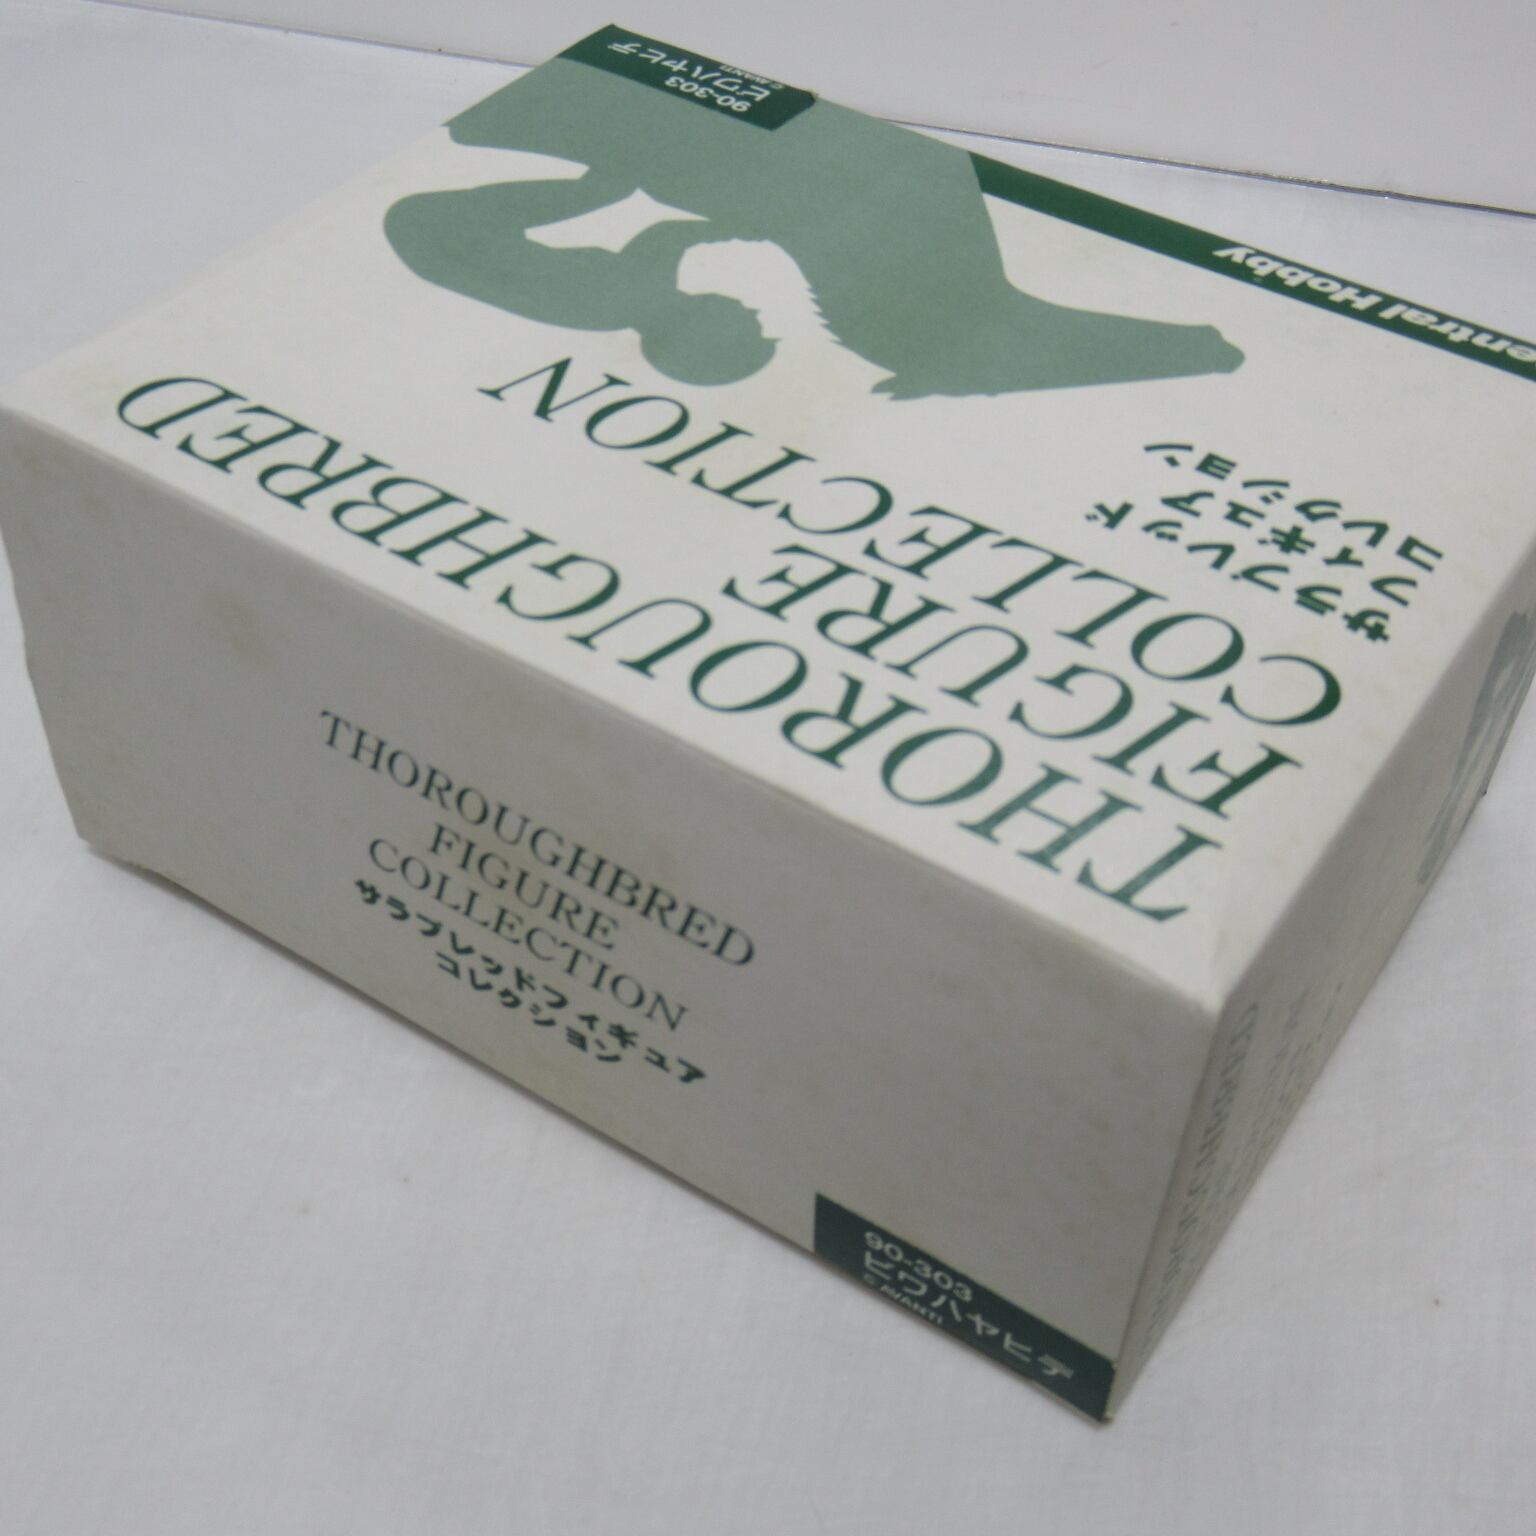 entral Hobby
90-303
ビワハヤヒデ
© AVANTI
THOROUGHBRED
FIGURE
COLLECTION
サラブレッド
フィギュア
コレクション
THOROUGHBRED
FIGURE
COLLECTION
サラブレッドフィギュア
コレクション
90-303
ビワハヤヒデ
© AVANTI